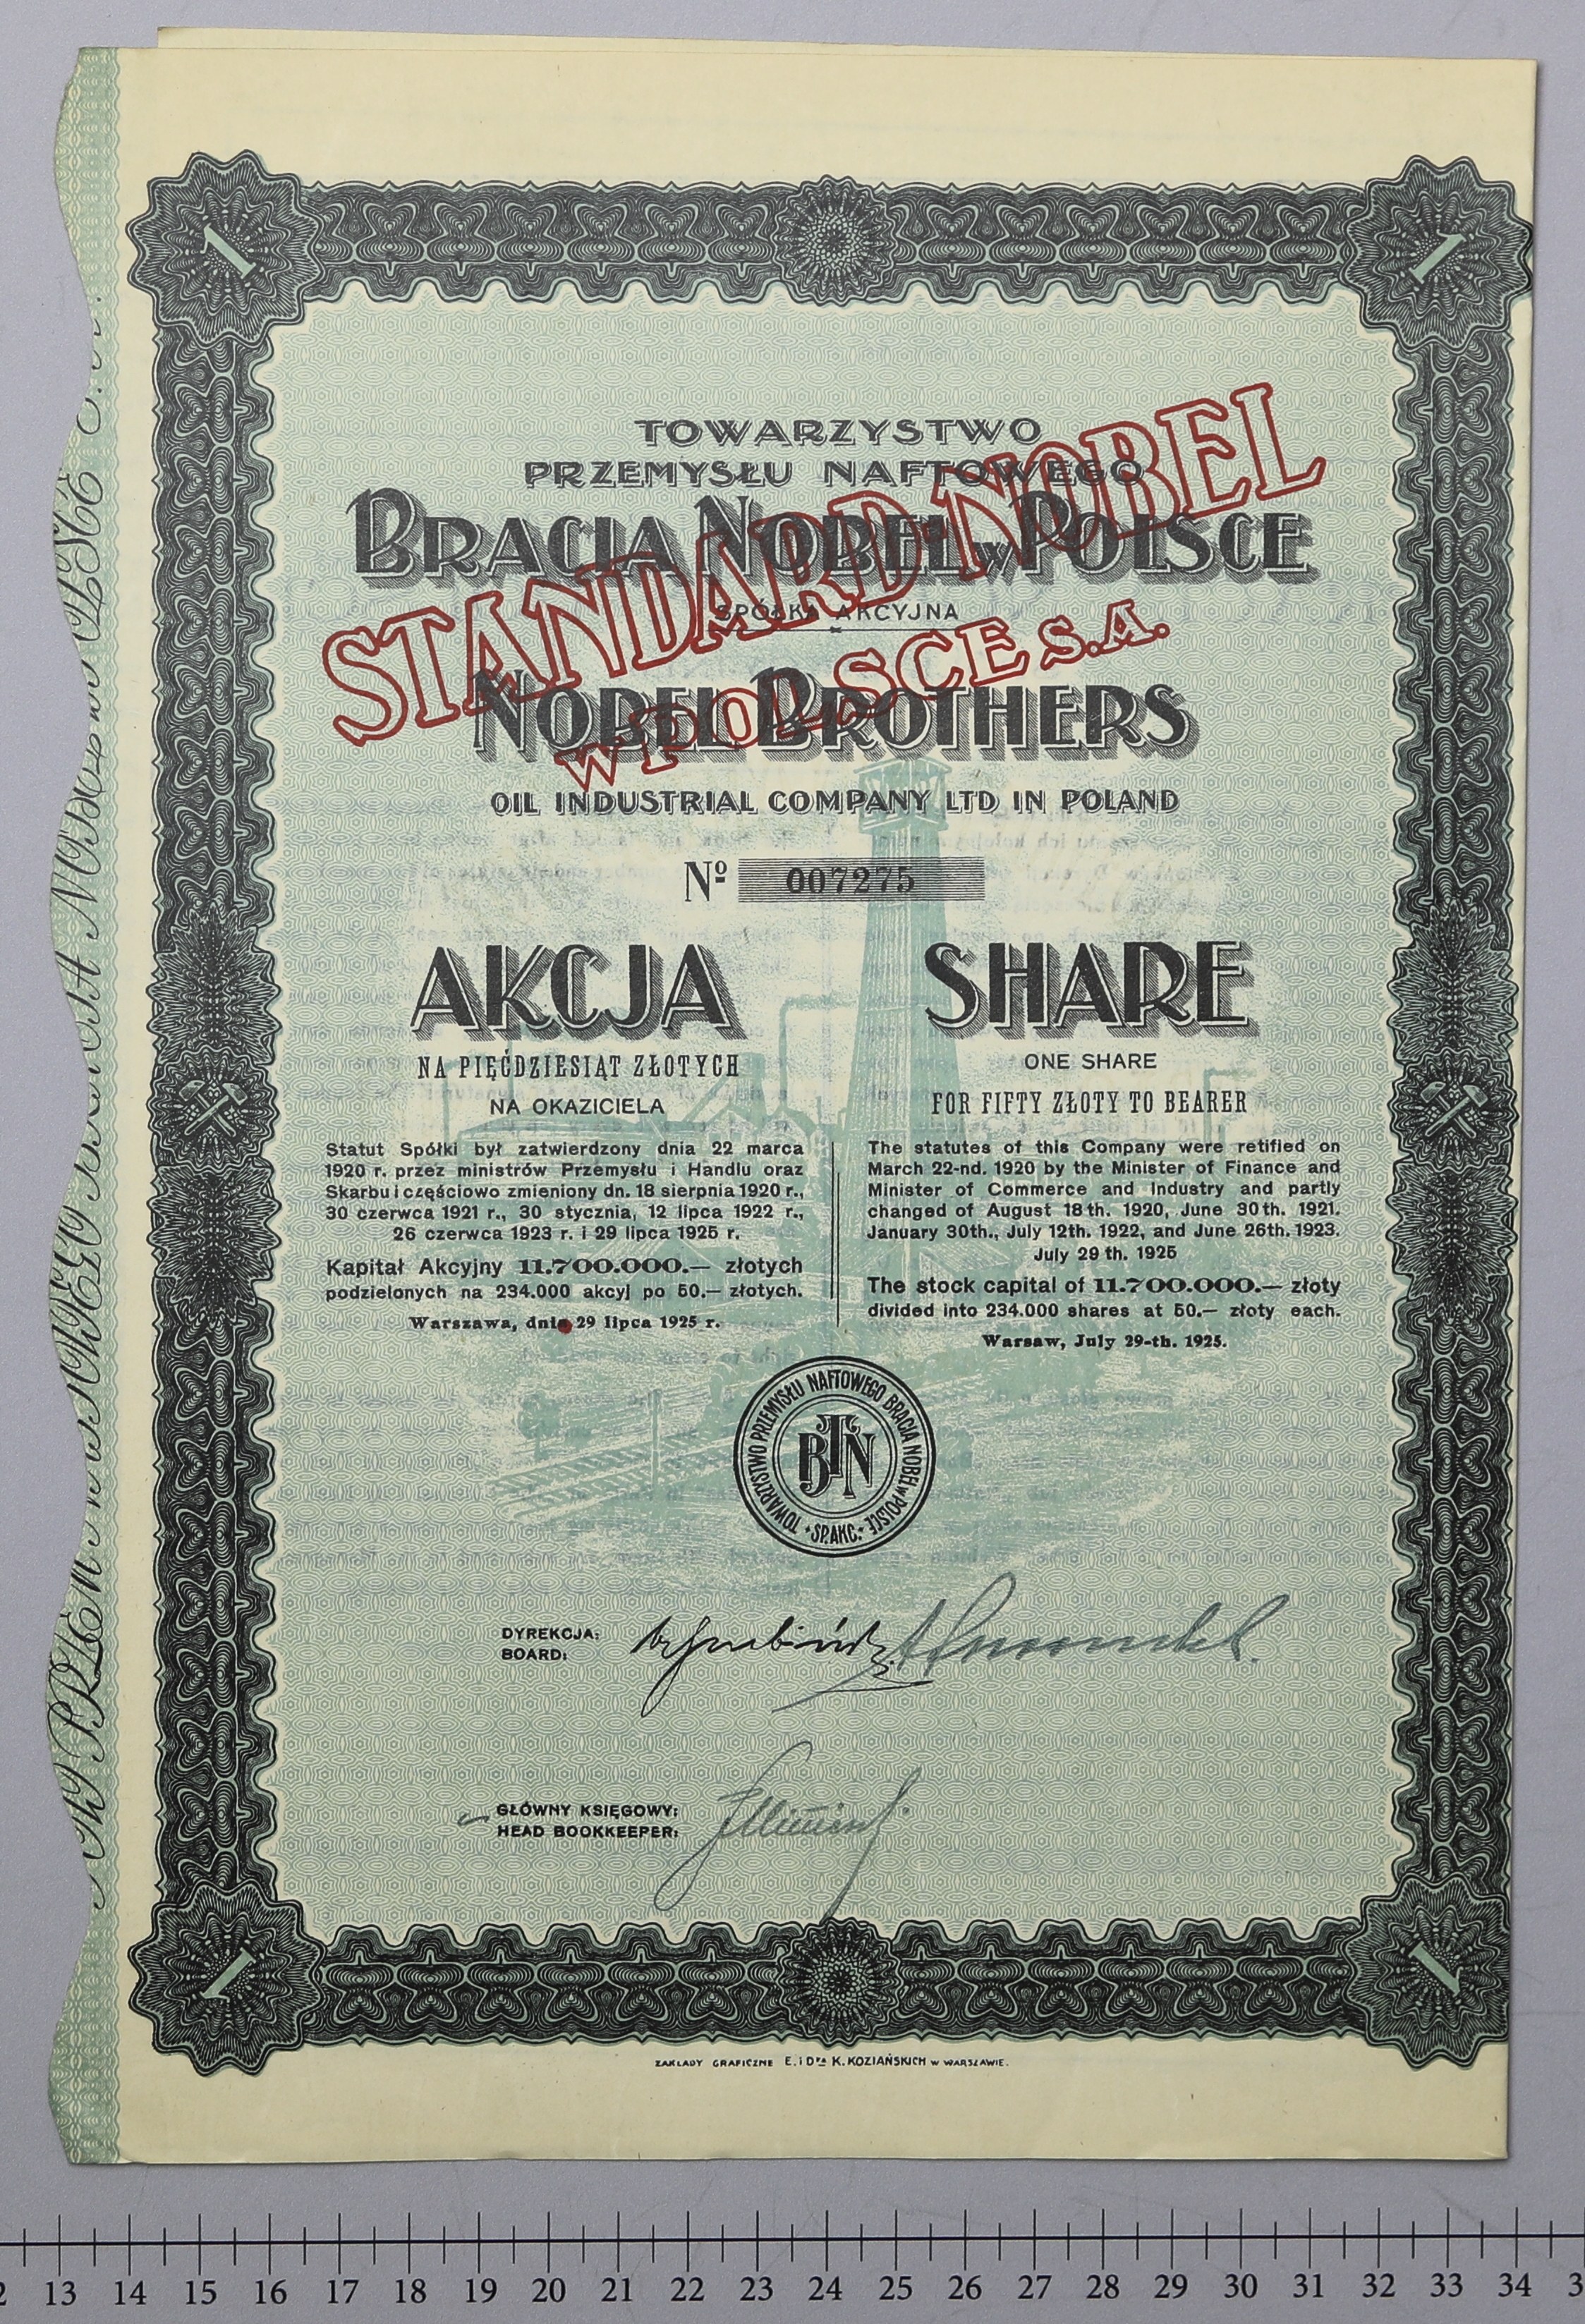 1
1
TOWARZYSTWO
PRZEMYSŁU NAFTOWEGO
BRACIA NOBEL W POLSCE
SPÓŁKA AKCYJNA
STANDARD-NOBEL
W POLSCE S.A.
NOBEL BROTHERS
OIL INDUSTRIAL COMPANY LTD IN POLAND
Nº 007275
AKCJA
NA PIĘĆDZIESIĄT ZŁOTYCH
NA OKAZICIELA
Statut Spółki był zatwierdzony dnia 22 marca
1920 r. przez ministrów Przemysłu i Handlu oraz
Skarbu i częściowo zmieniony dn. 18 sierpnia 1920 r.,
30 czerwca 1921 r., 30 stycznia, 12 lipca 1922 r.,
26 czerwca 1923 r. i 29 lipca 1925 r.
Kapitał Akcyjny 11.700.000.— złotych
podzielonych na 234.000 akcyj po 50.— złotych.
Warszawa, dnia 29 lipca 1925 r.
SHARE
ONE SHARE
FOR FIFTY ZŁOTY TO BEARER
The statutes of this Company were retified on
March 22-nd. 1920 by the Minister of Finance and
Minister of Commerce and Industry and partly
changed of August 18th. 1920, June 30th. 1921.
January 30th., July 12th. 1922, and June 26th. 1923.
July 29 th. 1925
The stock capital of 11.700.000.— złoty
divided into 234.000 shares at 50.— złoty each.
Warsaw, July 29-th. 1925.
TOWARZYSTWO PRZEMYSŁU NAFTOWEGO BRACIA NOBEL W POLSCE
SP. AKC.
BTN
DYREKCJA:
BOARD:
GŁÓWNY KSIĘGOWY:
HEAD BOOKKEEPER:
1
1
ZAKŁADY GRAFICZNE E. i Dra K. KOZIAŃSKICH w WARSZAWIE.
13 14 15 16 17 18 19 20 21 22 23 24 25 26 27 28 29 30 31 32 33 34